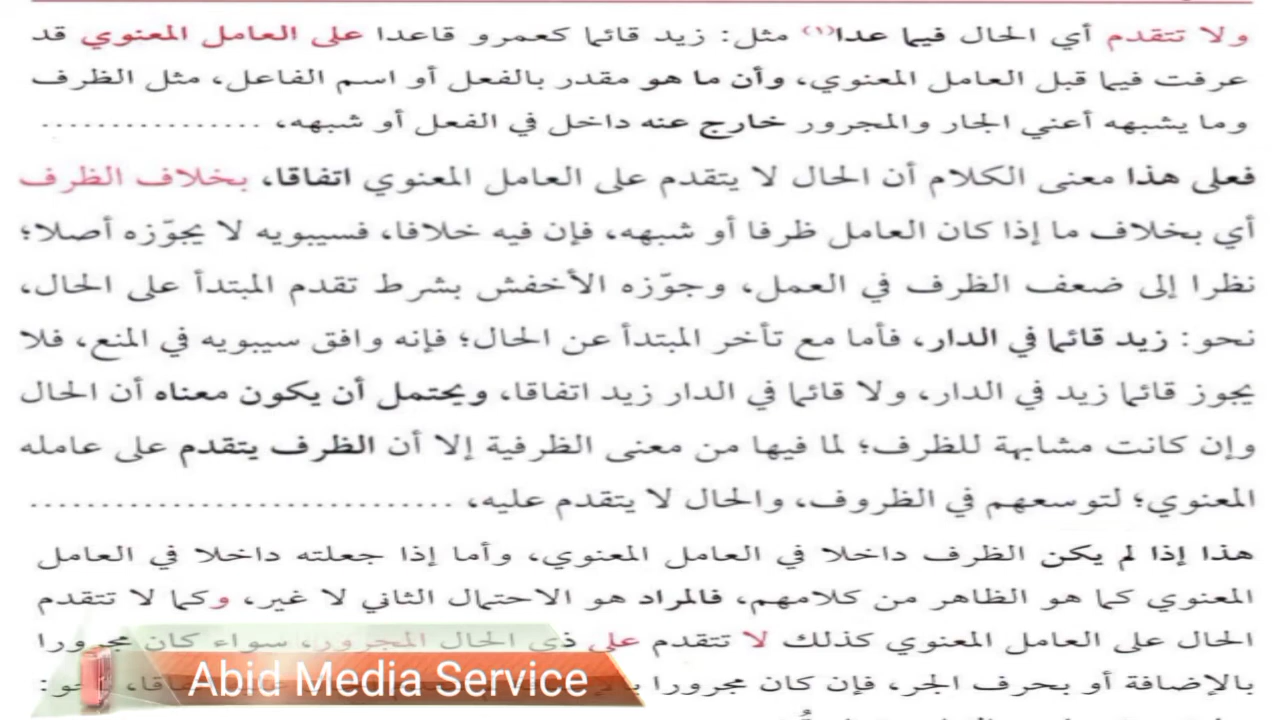 ولا تتقدم أي الحال فيما عدا(١) مثل: زيد قائما كعمرو قاعدا على العامل المعنوي قد
عرفت فيما قبل العامل المعنوي، وأن ما هو مقدر بالفعل أو اسم الفاعل، مثل الظرف
وما يشبهه أعني الجار والمجرور خارج عنه داخل في الفعل أو شبهه، .................
فعلى هذا معنى الكلام أن الحال لا يتقدم على العامل المعنوي اتفاقا، بخلاف الظرف
أي بخلاف ما إذا كان العامل ظرفا أو شبهه، فإن فيه خلافا، فسيبويه لا يجوّزه أصلا؛
نظرا إلى ضعف الظرف في العمل، وجوّزه الأخفش بشرط تقدم المبتدأ على الحال،
نحو: زيد قائما في الدار، فأما مع تأخر المبتدأ عن الحال؛ فإنه وافق سيبويه في المنع، فلا
يجوز قائما زيد في الدار، ولا قائما في الدار زيد اتفاقا، ويحتمل أن يكون معناه أن الحال
وإن كانت مشابهة للظرف؛ لما فيها من معنى الظرفية إلا أن الظرف يتقدم على عامله
المعنوي؛ لتوسعهم في الظروف، والحال لا يتقدم عليه، ..............................
هذا إذا لم يكن الظرف داخلا في العامل المعنوي، وأما إذا جعلته داخلا في العامل
المعنوي كما هو الظاهر من كلامهم، فالمراد هو الاحتمال الثاني لا غير، وكما لا تتقدم
الحال على العامل المعنوي كذلك لا تتقدم على ذي الحال المجرور، سواء كان مجرورا
بالإضافة أو بحرف الجر، فإن كان مجرورا
Abid Media Service